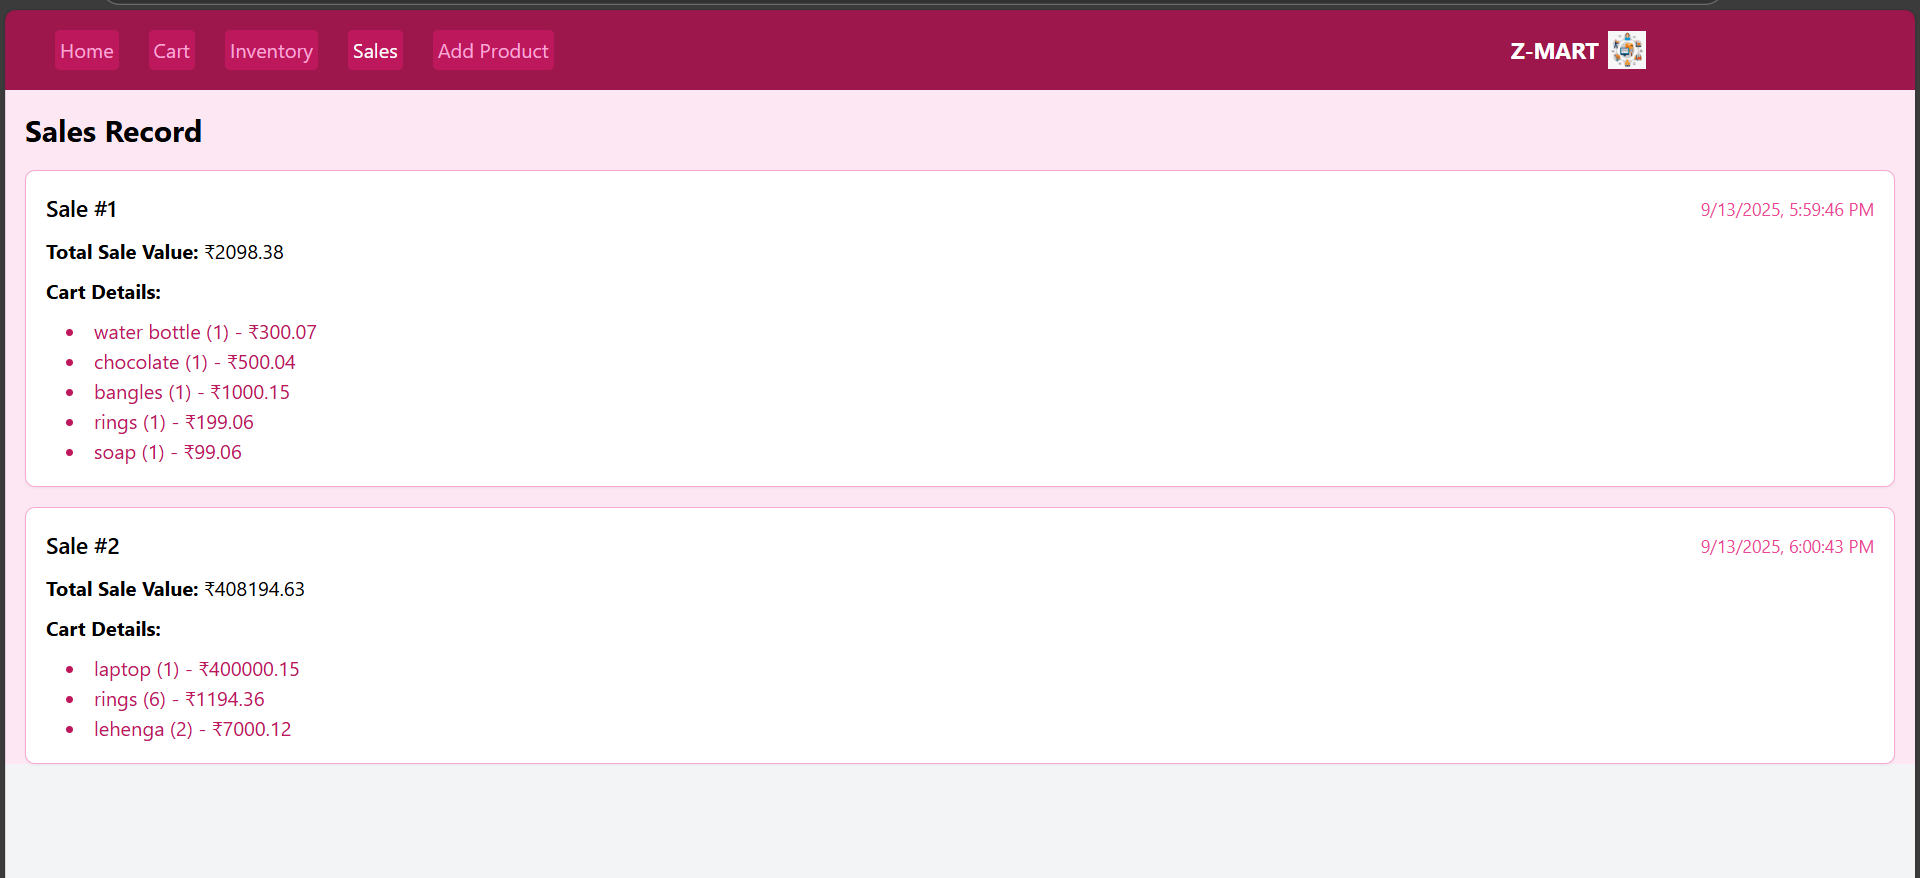 Home Cart Inventory Sales Add Product Z-MART
Sales Record
Sale #1 9/13/2025, 5:59:46 PM
Total Sale Value: ₹2098.38
Cart Details:
• water bottle (1) - ₹300.07
• chocolate (1) - ₹500.04
• bangles (1) - ₹1000.15
• rings (1) - ₹199.06
• soap (1) - ₹99.06
Sale #2 9/13/2025, 6:00:43 PM
Total Sale Value: ₹408194.63
Cart Details:
• laptop (1) - ₹400000.15
• rings (6) - ₹1194.36
• lehenga (2) - ₹7000.12